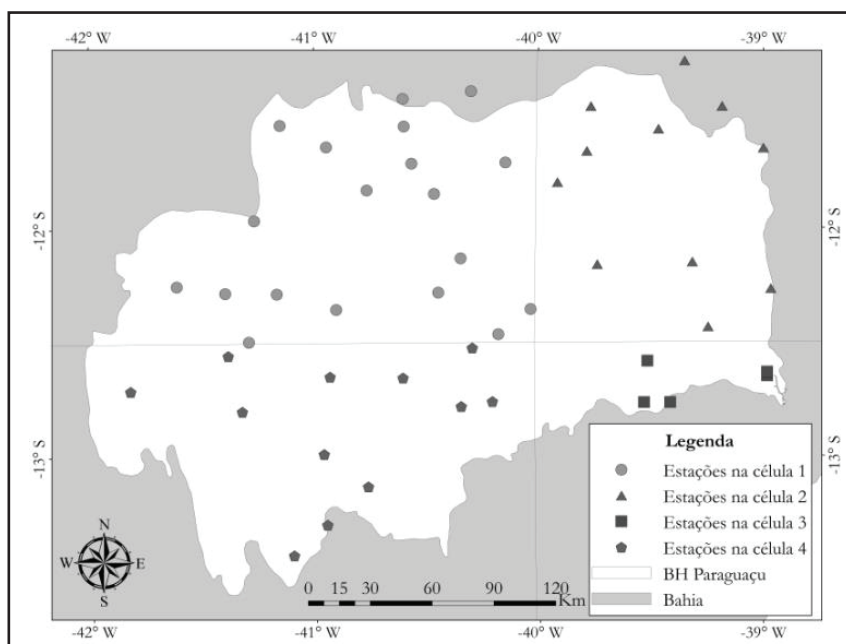 -42° W -41° W -40° W -39° W
-12° S -12° S
-13° S -13° S
Legenda
Estações na célula 1
Estações na célula 2
Estações na célula 3
Estações na célula 4
BH Paraguaçu
Bahia
N
W E
S
0 15 30 60 90 120
Km
-42° W -41° W -40° W -39° W